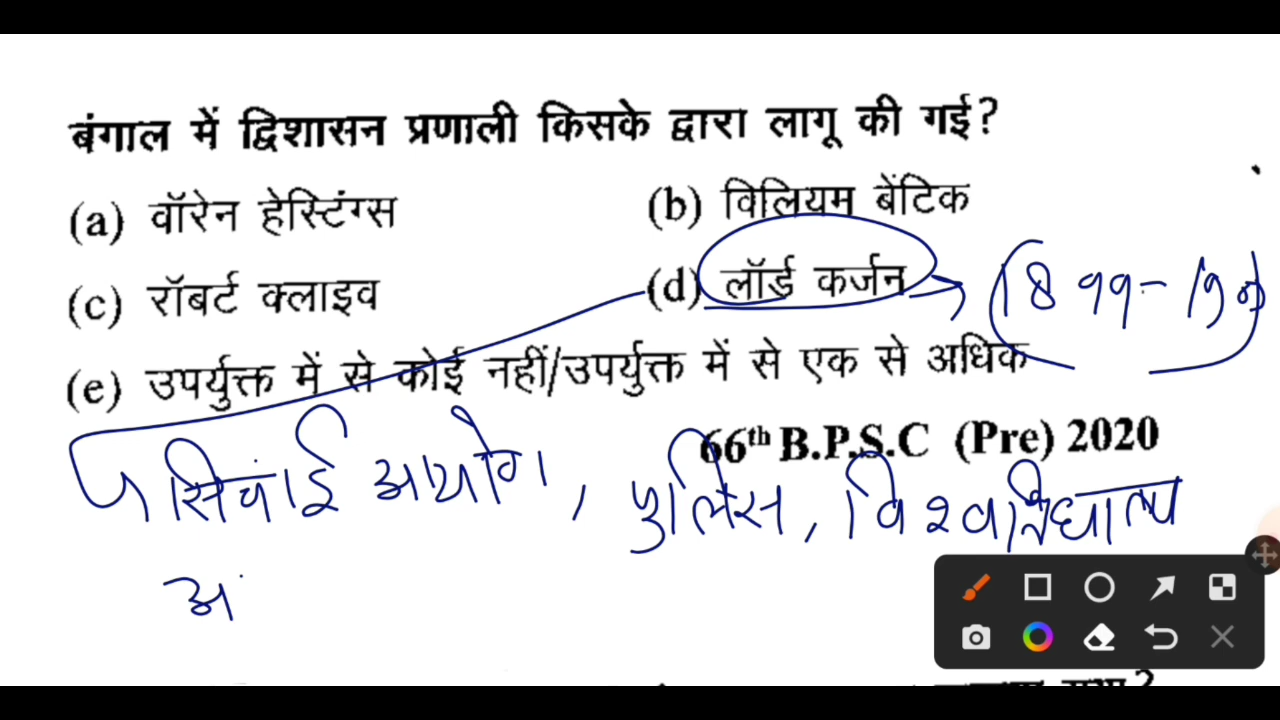 बंगाल में द्विशासन प्रणाली किसके द्वारा लागू की गई?
(a) वॉरेन हेस्टिंग्स (b) विलियम बेंटिक
(c) रॉबर्ट क्लाइव (d) लॉर्ड कर्जन
1899-190
(e) उपर्युक्त में से कोई नहीं/उपर्युक्त में से एक से अधिक
66th B.P.S.C (Pre) 2020
सिंचाई आयोग, पुलिस, विश्वविद्यालय
अ